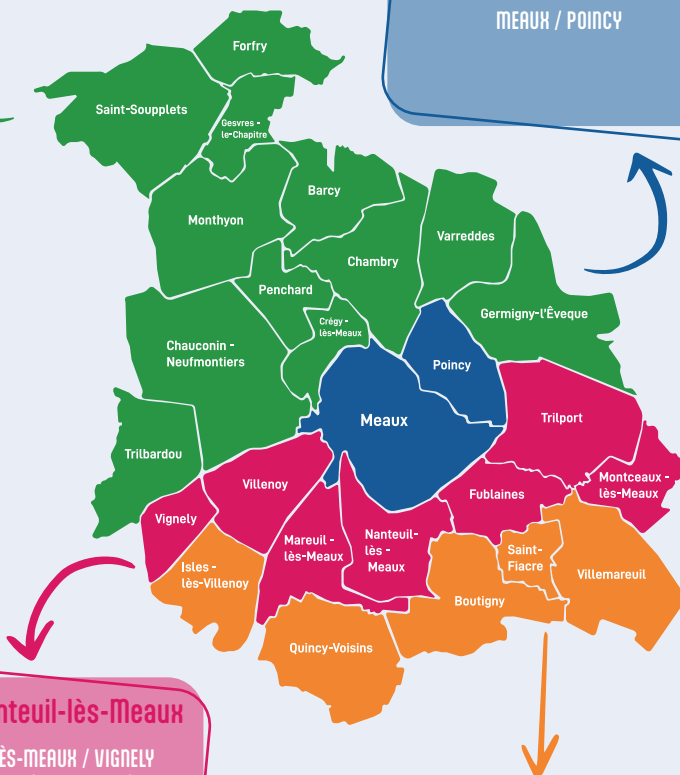 MEAUX / POINCY
Forfry
Saint-Soupplets
Gesvres -
le-Chapitre
Barcy
Monthyon
Varreddes
Chambry
Penchard
Germigny-l'Êveque
Crégy -
lès-Meaux
Chauconin -
Neufmontiers
Poincy
Meaux
Trilport
Trilbardou
Villenoy
Montceaux -
lès-Meaux
Fublaines
Vignely
Mareuil -
lès-Meaux
Nanteuil-
lès -
Meaux
Saint-
Fiacre
Isles -
lès-Villenoy
Villemareuil
Boutigny
Quincy-Voisins
nteuil-lès-Meaux
ÈS-MEAUX / VIGNELY